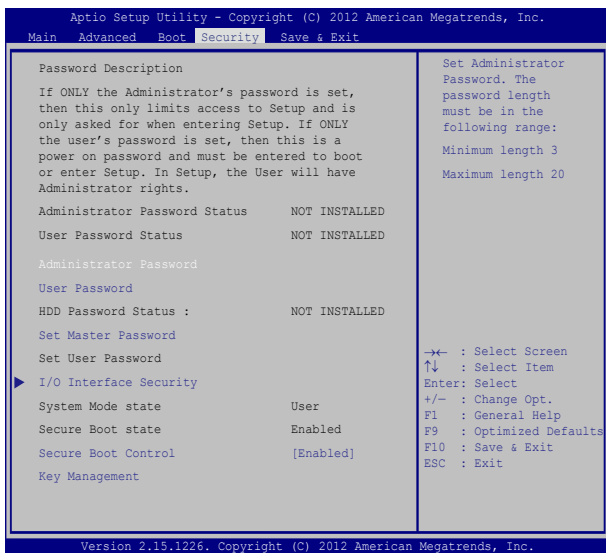 Aptio Setup Utility - Copyright (C) 2012 American Megatrends, Inc.
Main Advanced Boot Security Save & Exit
Password Description
If ONLY the Administrator's password is set,
then this only limits access to Setup and is
only asked for when entering Setup. If ONLY
the user's password is set, then this is a
power on password and must be entered to boot
or enter Setup. In Setup, the User will have
Administrator rights.
Administrator Password Status NOT INSTALLED
User Password Status NOT INSTALLED
Administrator Password
User Password
HDD Password Status : NOT INSTALLED
Set Master Password
Set User Password
I/O Interface Security
System Mode state User
Secure Boot state Enabled
Secure Boot Control [Enabled]
Key Management
Set Administrator
Password. The
password length
must be in the
following range:
Minimum length 3
Maximum length 20
→← : Select Screen
↑↓ : Select Item
Enter: Select
+/— : Change Opt.
F1 : General Help
F9 : Optimized Defaults
F10 : Save & Exit
ESC : Exit
Version 2.15.1226. Copyright (C) 2012 American Megatrends, Inc.